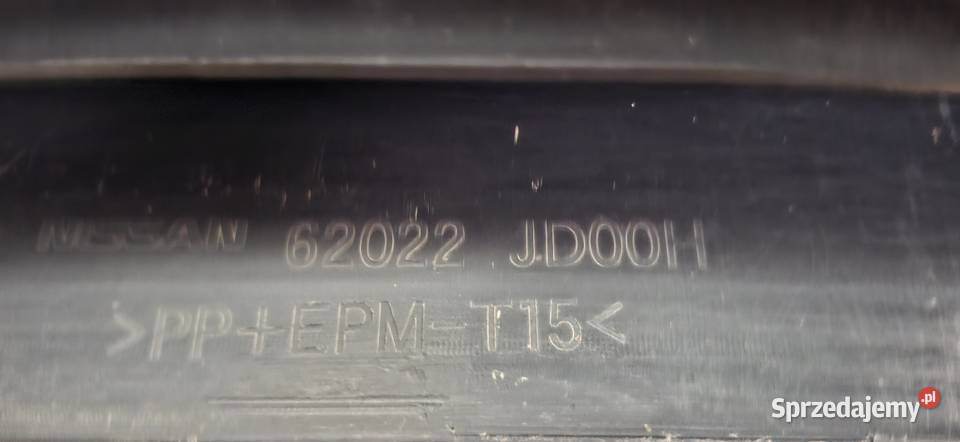 NISSAN 62022 JD00H
>PP+EPM-T15<
Sprzedajemy.pl